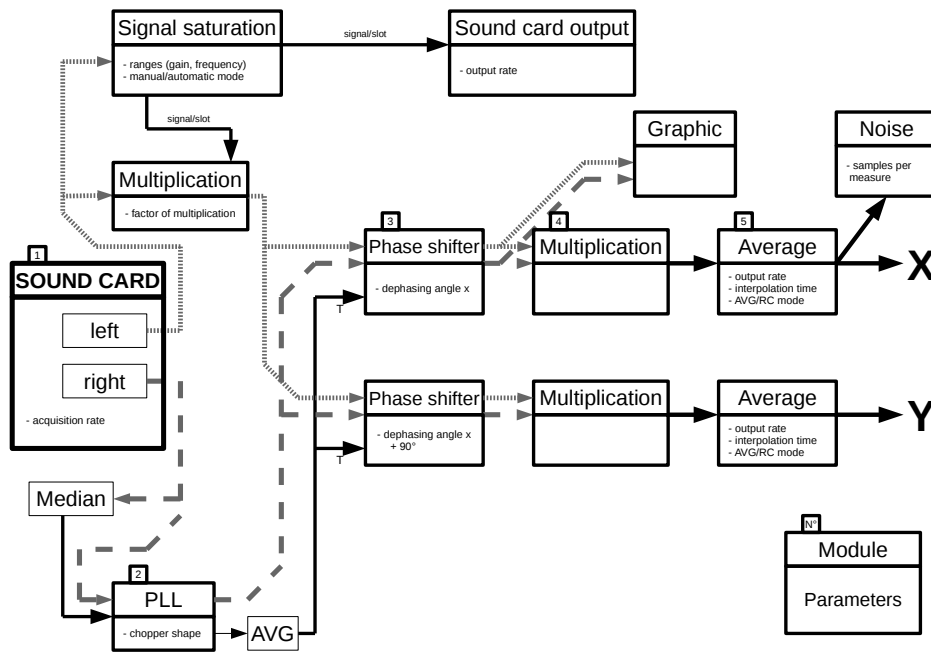 Signal saturation
- ranges (gain, frequency)
- manual/automatic mode
signal/slot
Sound card output
- output rate
signal/slot
Multiplication
- factor of multiplication
Graphic
Noise
- samples per
measure
1
SOUND CARD
left
right
- acquisition rate
3
Phase shifter
- dephasing angle x
T
4
Multiplication
5
Average
- output rate
- interpolation time
- AVG/RC mode
X
Phase shifter
- dephasing angle x
+ 90°
T
Multiplication
Average
- output rate
- interpolation time
- AVG/RC mode
Y
Median
2
PLL
- chopper shape
AVG
N°
Module
Parameters